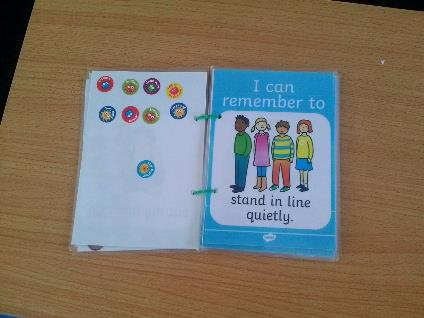 I can
remember to
stand in line
quietly.